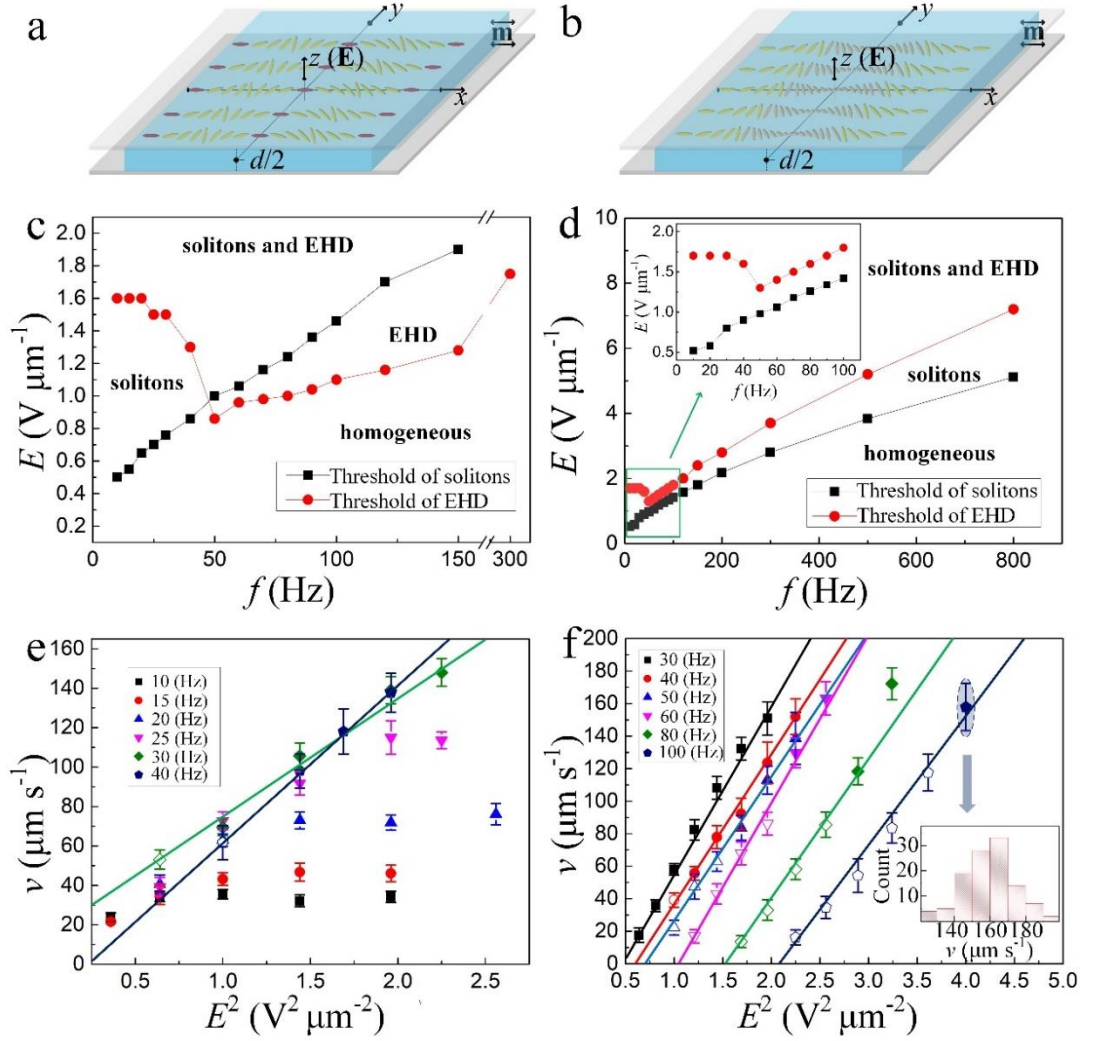 a
y
m
z (E)
x
d/2
b
y
m
z (E)
x
d/2
c
2.0
1.8
1.6
1.4
1.2
1.0
0.8
0.6
0.4
0.2
E (V μm⁻¹)
solitons and EHD
solitons
EHD
homogeneous
Threshold of solitons
Threshold of EHD
0 50 100 150 300
f (Hz)
d
10
8
6
4
2
0
E (V μm⁻¹)
2.0
1.5
1.0
0.5
E (V μm⁻¹)
0 20 40 60 80 100
f (Hz)
solitons and EHD
solitons
homogeneous
Threshold of solitons
Threshold of EHD
0 200 400 600 800
f (Hz)
e
160
140
120
100
80
60
40
20
0
v (μm s⁻¹)
10 (Hz)
15 (Hz)
20 (Hz)
25 (Hz)
30 (Hz)
40 (Hz)
0.5 1.0 1.5 2.0 2.5
E² (V² μm⁻²)
f
200
180
160
140
120
100
80
60
40
20
0
v (μm s⁻¹)
30 (Hz)
40 (Hz)
50 (Hz)
60 (Hz)
80 (Hz)
100 (Hz)
Count
30
20
10
140 160 180
v (μm s⁻¹)
0.5 1.0 1.5 2.0 2.5 3.0 3.5 4.0 4.5 5.0
E² (V² μm⁻²)